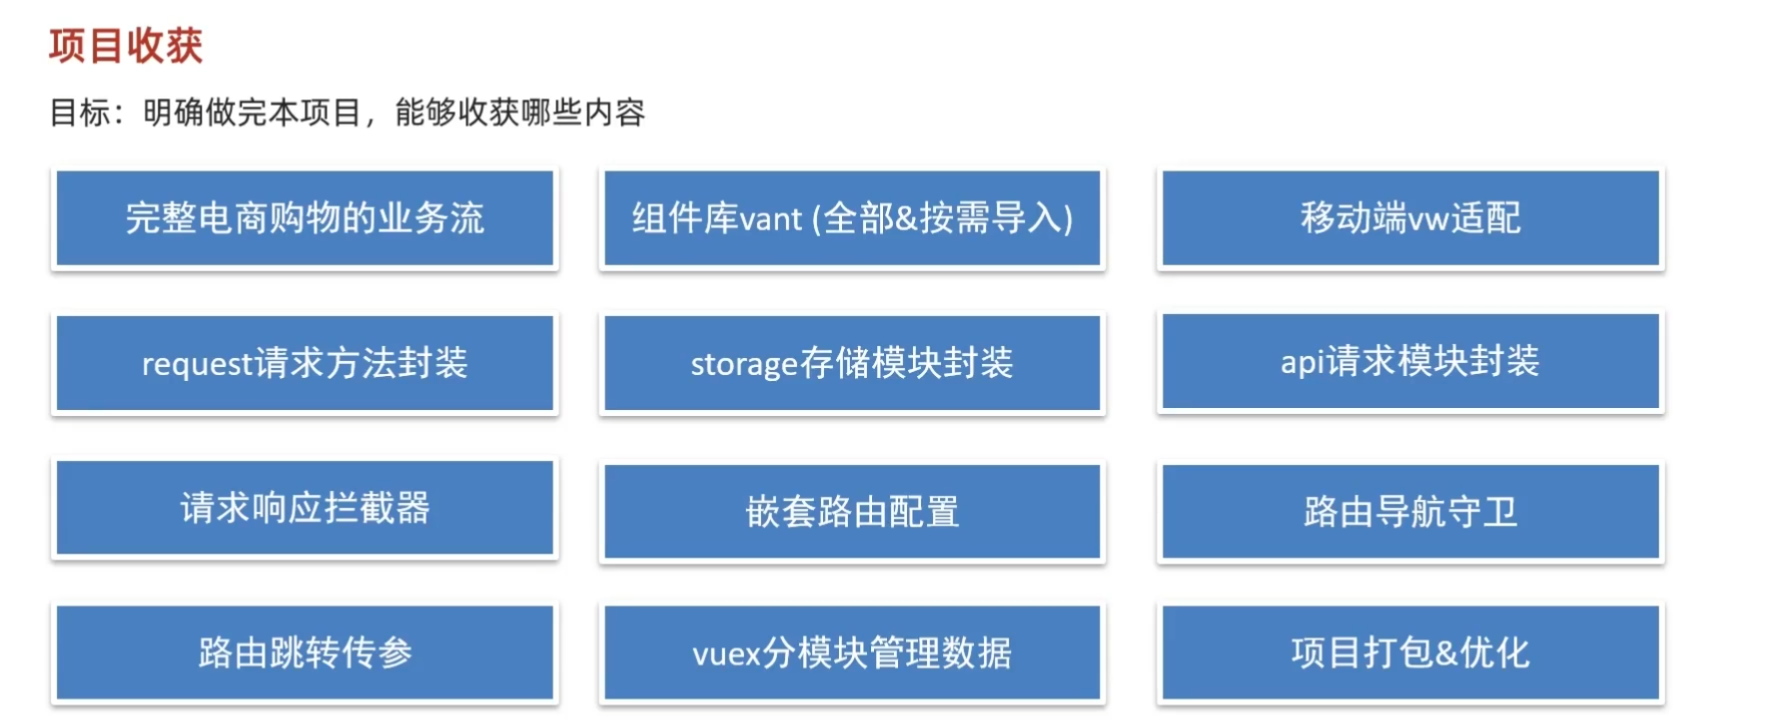 项目收获
目标：明确做完本项目，能够收获哪些内容
完整电商购物的业务流
组件库vant (全部&按需导入)
移动端vw适配
request请求方法封装
storage存储模块封装
api请求模块封装
请求响应拦截器
嵌套路由配置
路由导航守卫
路由跳转传参
vuex分模块管理数据
项目打包&优化